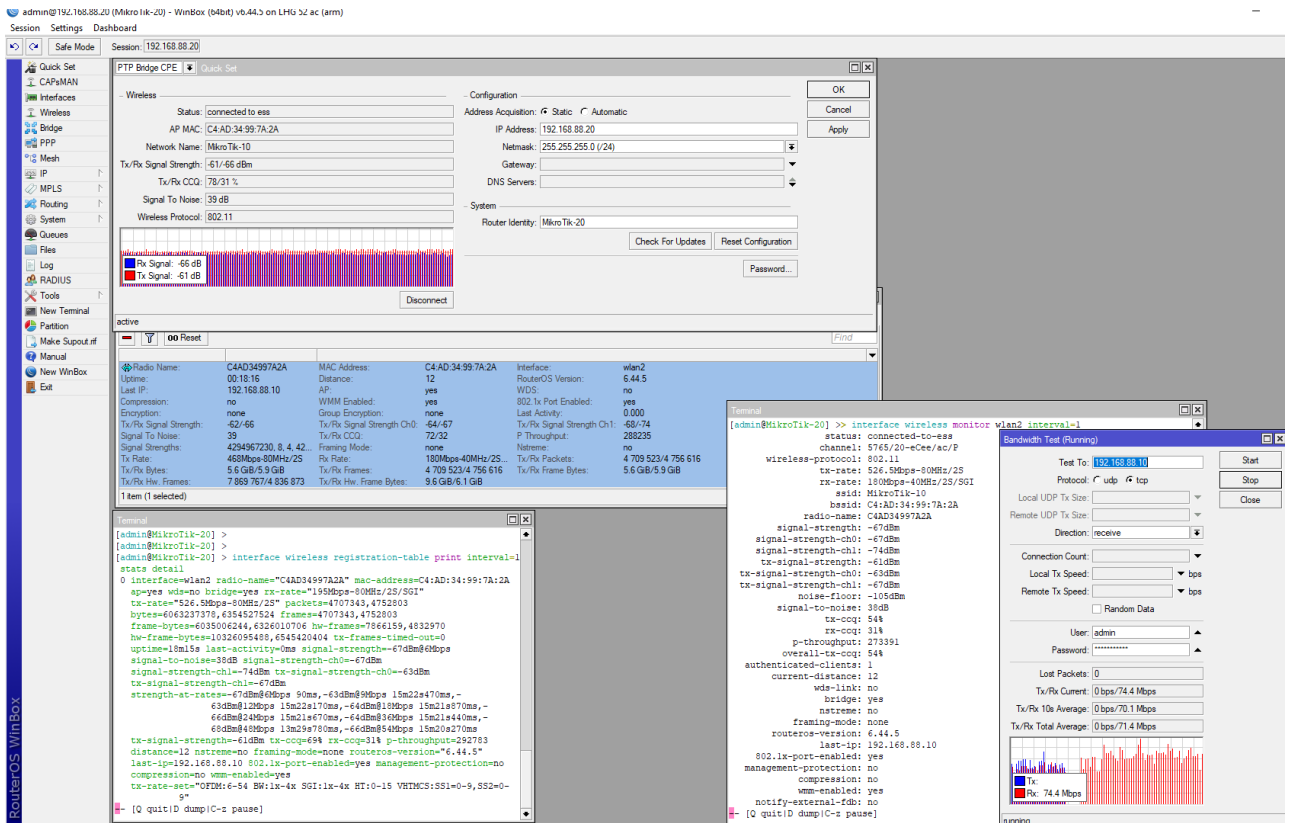 admin@192.168.88.20 (MikroTik-20) - WinBox (64bit) v6.44.5 on LHG 52 ac (arm)
Session Settings Dashboard
Safe Mode Session: 192.168.88.20
Quick Set
CAPsMAN
Interfaces
Wireless
Bridge
PPP
Mesh
IP
MPLS
Routing
System
Queues
Files
Log
RADIUS
Tools
New Terminal
Partition
Make Supout.rif
Manual
New WinBox
Exit
RouterOS WinBox
PTP Bridge CPE Quick Set
Wireless
Status: connected to ess
AP MAC: C4:AD:34:99:7A:2A
Network Name: MikroTik-10
Tx/Rx Signal Strength: -61/-66 dBm
Tx/Rx CCQ: 78/31 %
Signal To Noise: 39 dB
Wireless Protocol: 802.11
Rx Signal: -66 dB
Tx Signal: -61 dB
Disconnect
Configuration
Address Acquisition: Static Automatic
IP Address: 192.168.88.20
Netmask: 255.255.255.0 (/24)
Gateway:
DNS Servers:
System
Router Identity: MikroTik-20
Check For Updates Reset Configuration
Password...
OK
Cancel
Apply
active
00 Reset Find
Radio Name: C4AD34997A2A MAC Address: C4:AD:34:99:7A:2A Interface: wlan2
Uptime: 00:18:16 Distance: 12 RouterOS Version: 6.44.5
Last IP: 192.168.88.10 AP: yes WDS: no
Compression: no WMM Enabled: yes 802.1x Port Enabled: yes
Encryption: none Group Encryption: none Last Activity: 0.000
Tx/Rx Signal Strength: -62/-66 Tx/Rx Signal Strength Ch0: -64/-67 Tx/Rx Signal Strength Ch1: -68/-74
Signal To Noise: 39 Tx/Rx CCQ: 72/32 P Throughput: 288235
Signal Strengths: 4294967230, 8, 4, 42... Framing Mode: none Nstreme: no
Tx Rate: 468Mbps-80MHz/2S Rx Rate: 180Mbps-40MHz/2S... Tx/Rx Packets: 4 709 523/4 756 616
Tx/Rx Bytes: 5.6 GiB/5.9 GiB Tx/Rx Frames: 4 709 523/4 756 616 Tx/Rx Frame Bytes: 5.6 GiB/5.9 GiB
Tx/Rx Hw. Frames: 7 869 767/4 836 873 Tx/Rx Hw. Frame Bytes: 9.6 GiB/6.1 GiB
1 item (1 selected)
Terminal
[admin@MikroTik-20] >
[admin@MikroTik-20] >
[admin@MikroTik-20] > interface wireless registration-table print interval=1
stats detail
0 interface=wlan2 radio-name="C4AD34997A2A" mac-address=C4:AD:34:99:7A:2A
ap=yes wds=no bridge=yes rx-rate="195Mbps-80MHz/2S/SGI"
tx-rate="526.5Mbps-80MHz/2S" packets=4707343,4752803
bytes=6063237378,6354527524 frames=4707343,4752803
frame-bytes=6035006244,6326010706 hw-frames=7866159,4832970
hw-frame-bytes=10326095488,6545420404 tx-frames-timed-out=0
uptime=18m15s last-activity=0ms signal-strength=-67dBm@6Mbps
signal-to-noise=38dB signal-strength-ch0=-67dBm
signal-strength-ch1=-74dBm tx-signal-strength-ch0=-63dBm
tx-signal-strength-ch1=-67dBm
strength-at-rates=-67dBm@6Mbps 90ms,-63dBm@9Mbps 15m22s470ms,-
63dBm@12Mbps 15m22s170ms,-64dBm@18Mbps 15m21s870ms,-
66dBm@24Mbps 15m21s670ms,-64dBm@36Mbps 15m21s440ms,-
68dBm@48Mbps 13m29s780ms,-66dBm@54Mbps 15m20s270ms
tx-signal-strength=-61dBm tx-ccq=69% rx-ccq=31% p-throughput=292783
distance=12 nstreme=no framing-mode=none routeros-version="6.44.5"
last-ip=192.168.88.10 802.1x-port-enabled=yes management-protection=no
compression=no wmm-enabled=yes
tx-rate-set="OFDM:6-54 BW:1x-4x SGI:1x-4x HT:0-15 VHTMCS:SS1=0-9,SS2=0-
9"
-- [Q quit|D dump|C-z pause]
Terminal
[admin@MikroTik-20] >> interface wireless monitor wlan2 interval=1
status: connected-to-ess
channel: 5765/20-eCee/ac/P
wireless-protocol: 802.11
tx-rate: 526.5Mbps-80MHz/2S
rx-rate: 180Mbps-40MHz/2S/SGI
ssid: MikroTik-10
bssid: C4:AD:34:99:7A:2A
radio-name: C4AD34997A2A
signal-strength: -67dBm
signal-strength-ch0: -67dBm
signal-strength-ch1: -74dBm
tx-signal-strength: -61dBm
tx-signal-strength-ch0: -63dBm
tx-signal-strength-ch1: -67dBm
noise-floor: -105dBm
signal-to-noise: 38dB
tx-ccq: 54%
rx-ccq: 31%
p-throughput: 273391
overall-tx-ccq: 54%
authenticated-clients: 1
current-distance: 12
wds-link: no
bridge: yes
nstreme: no
framing-mode: none
routeros-version: 6.44.5
last-ip: 192.168.88.10
802.1x-port-enabled: yes
management-protection: no
compression: no
wmm-enabled: yes
notify-external-fdb: no
-- [Q quit|D dump|C-z pause]
Bandwidth Test (Running)
Test To: 192.168.88.10
Protocol: udp tcp
Local UDP Tx Size:
Remote UDP Tx Size:
Direction: receive
Connection Count:
Local Tx Speed: bps
Remote Tx Speed: bps
Random Data
User: admin
Password: ***********
Lost Packets: 0
Tx/Rx Current: 0 bps/74.4 Mbps
Tx/Rx 10s Average: 0 bps/70.1 Mbps
Tx/Rx Total Average: 0 bps/71.4 Mbps
Tx:
Rx: 74.4 Mbps
running
Start
Stop
Close